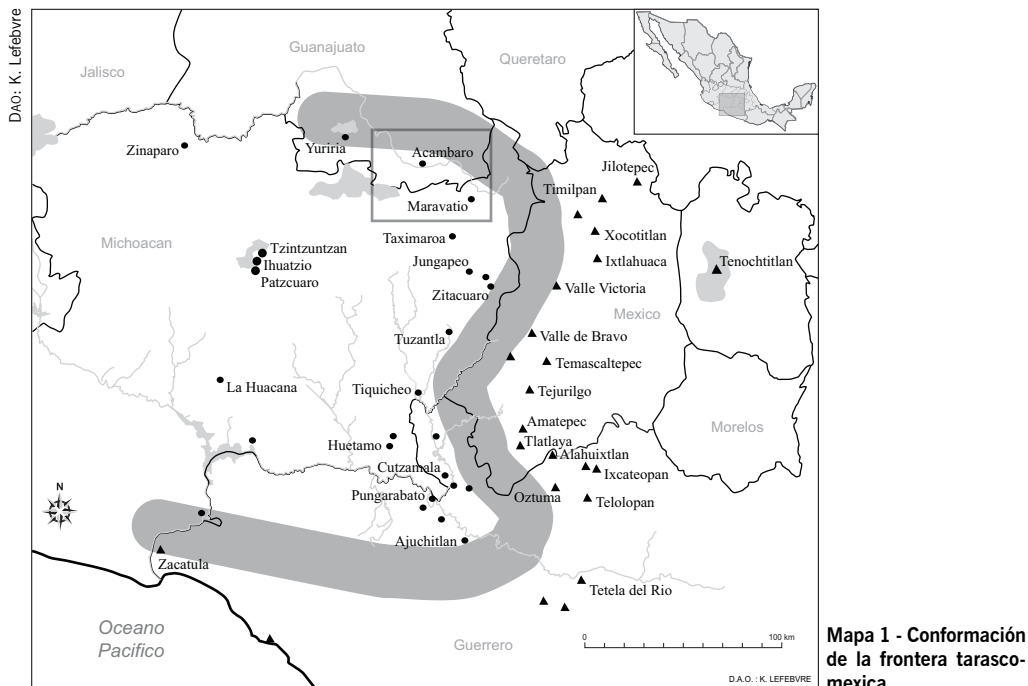 DAO: K. Lefebvre
Guanajuato
Queretaro
Jalisco
Zinaparo
Yuriria
Acambaro
Jilotepec
Timilpan
Maravatio
Xocotitlan
Taximaroa
Michoacan
Tzintzuntzan
Ihuatzio
Patzcuaro
Jungapeo
Ixtlahuaca
Tenochtitlan
Zitacuaro
Valle Victoria
Mexico
Tuzantla
Valle de Bravo
Temascaltepec
La Huacana
Tiquicheo
Tejurilgo
Amatepec
Morelos
Huetamo
Tlatlaya
Alahuixtlan
Cutzamala
Ixcateopan
Pungarabato
Oztuma
Telolopan
N
Ajuchitlan
Zacatula
Tetela del Rio
Oceano
Pacifico
Guerrero
0 100 km
D.A.O. : K. LEFEBVRE
Mapa 1 - Conformación
de la frontera tarasco-
mexica